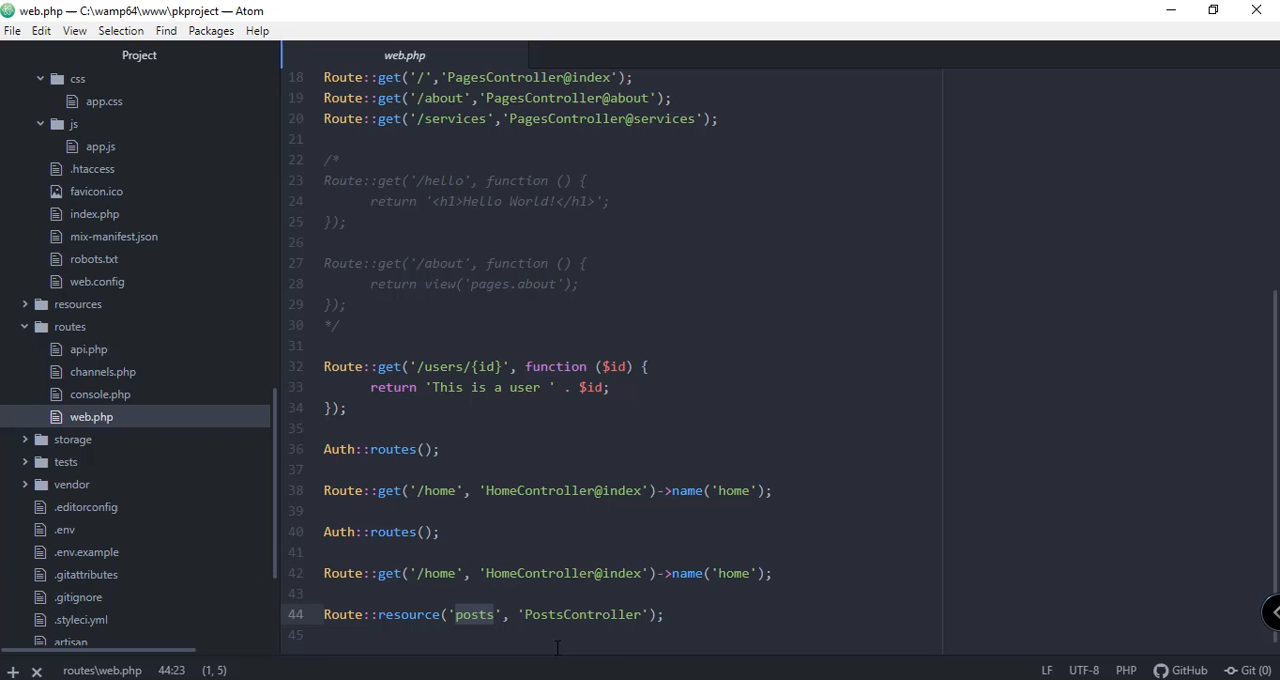 web.php — C:\wamp64\www\pkproject — Atom
File Edit View Selection Find Packages Help
Project
css
app.css
js
app.js
.htaccess
favicon.ico
index.php
mix-manifest.json
robots.txt
web.config
resources
routes
api.php
channels.php
console.php
web.php
storage
tests
vendor
.editorconfig
.env
.env.example
.gitattributes
.gitignore
.styleci.yml
artisan
web.php
18 Route::get('/','PagesController@index');
19 Route::get('/about','PagesController@about');
20 Route::get('/services','PagesController@services');
21
22 /*
23 Route::get('/hello', function () {
24 return '<h1>Hello World!</h1>';
25 });
26
27 Route::get('/about', function () {
28 return view('pages.about');
29 });
30 */
31
32 Route::get('/users/{id}', function ($id) {
33 return 'This is a user ' . $id;
34 });
35
36 Auth::routes();
37
38 Route::get('/home', 'HomeController@index')->name('home');
39
40 Auth::routes();
41
42 Route::get('/home', 'HomeController@index')->name('home');
43
44 Route::resource('posts', 'PostsController');
45
routes\web.php 44:23 (1, 5) LF UTF-8 PHP GitHub Git (0)